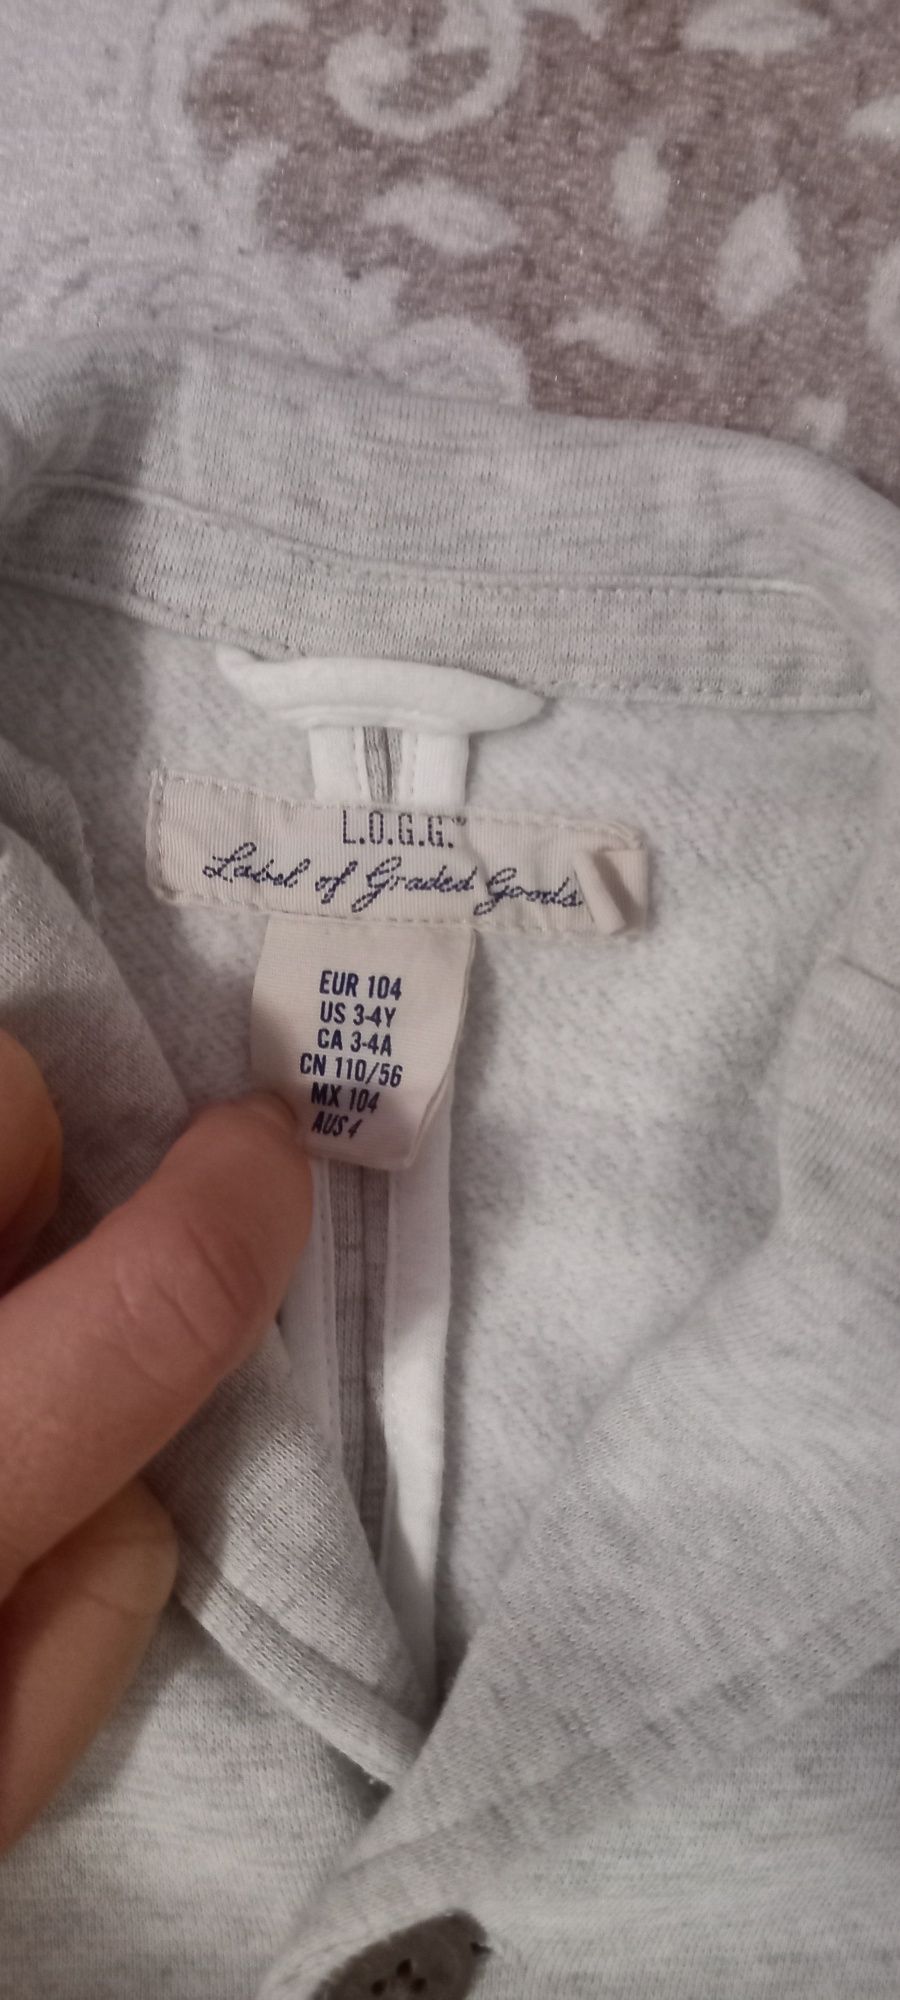 L.O.G.G.™
Label of Graded Goods
EUR 104
US 3-4Y
CA 3-4A
CN 110/56
MX 104
AUS 4